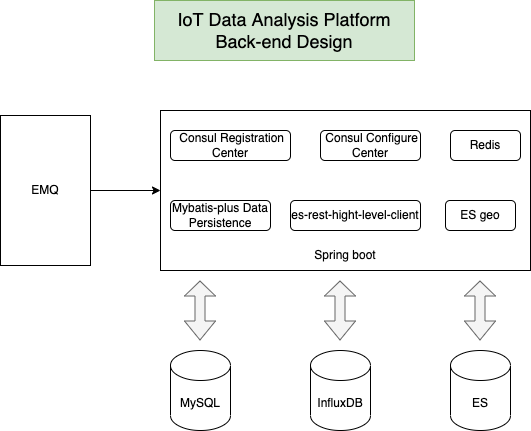 IoT Data Analysis Platform
Back-end Design
EMQ
Consul Registration
Center
Consul Configure
Center
Redis
Mybatis-plus Data
Persistence
es-rest-hight-level-client
ES geo
Spring boot
MySQL
InfluxDB
ES